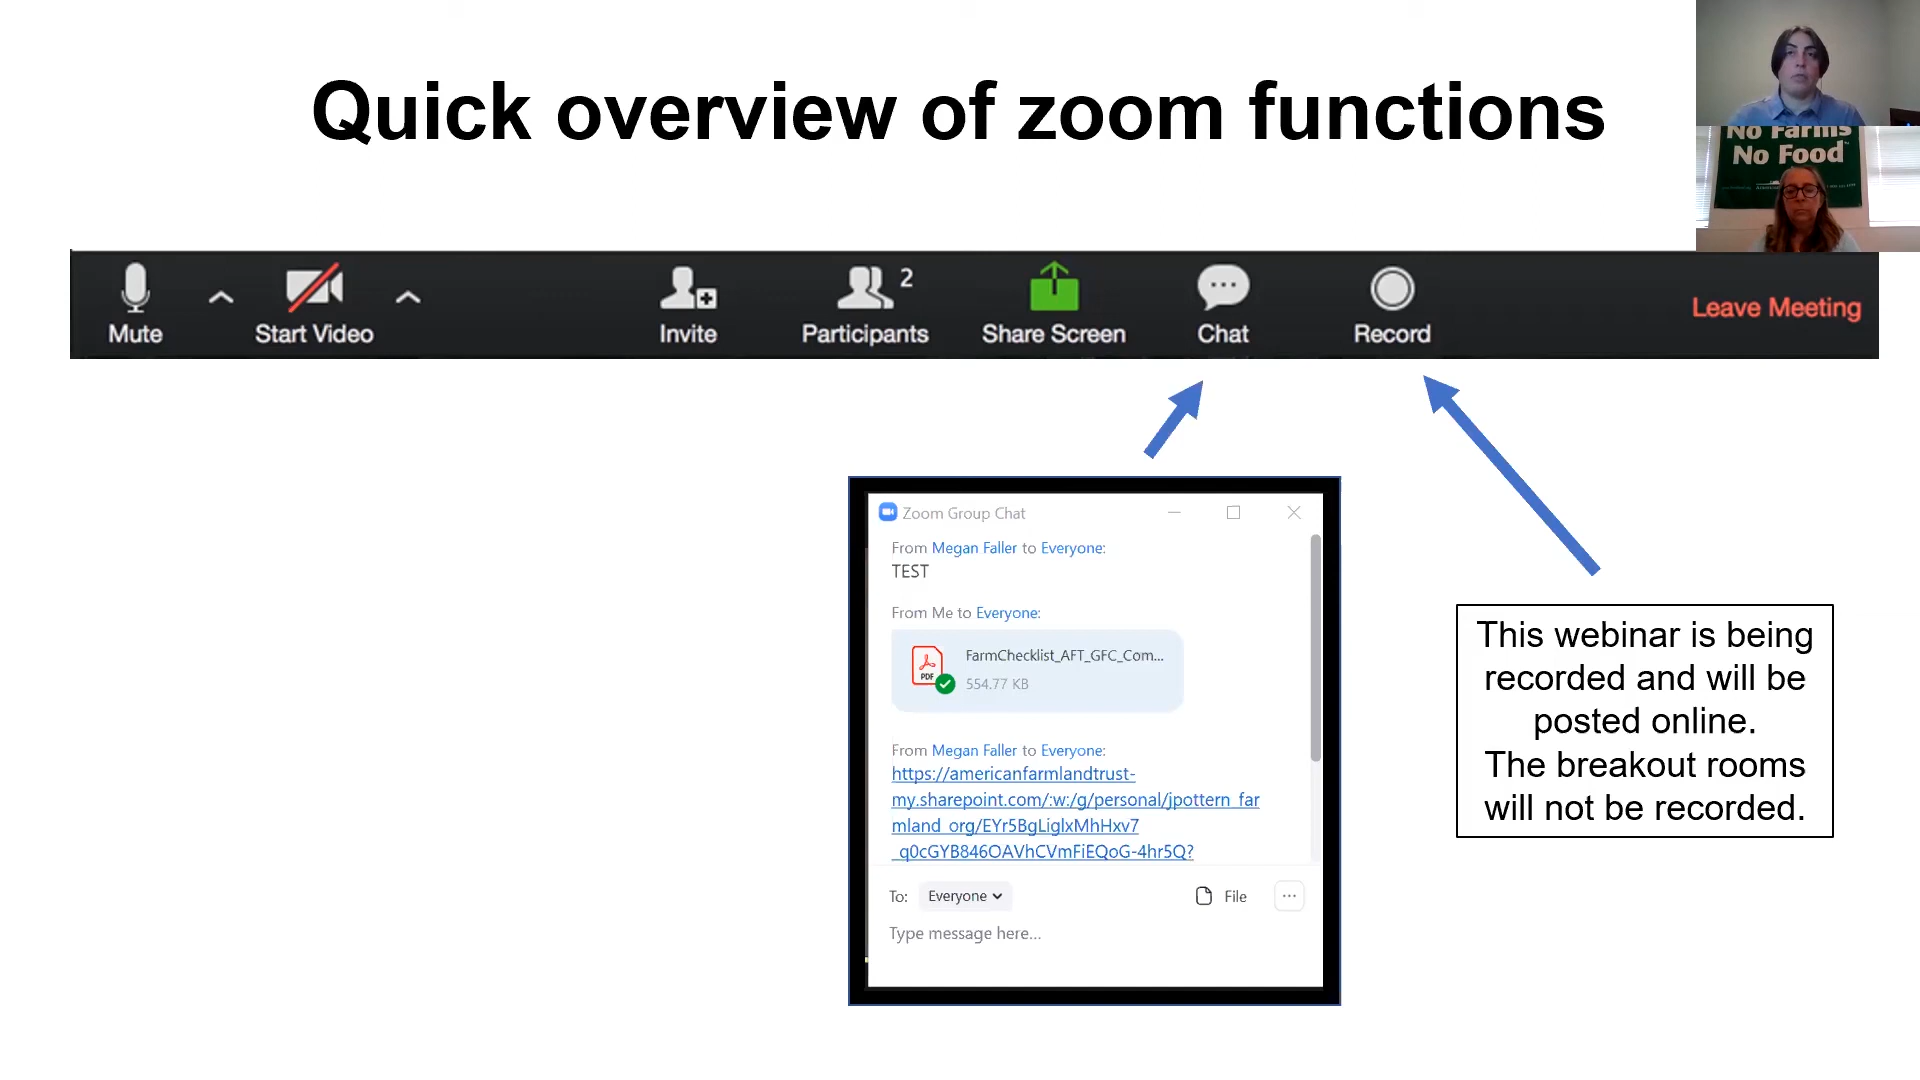 Quick overview of zoom functions
No Farms
No Food
Mute
Start Video
Invite
Participants
2
Share Screen
Chat
Record
Leave Meeting
Zoom Group Chat
From Megan Faller to Everyone:
TEST
From Me to Everyone:
PDF
FarmChecklist_AFT_GFC_Com...
554.77 KB
From Megan Faller to Everyone:
https://americanfarmlandtrust-
my.sharepoint.com/:w:/g/personal/jpottern_far
mland_org/EYr5BgLiglxMhHxv7
_q0cGYB846OAVhCVmFiEQoG-4hr5Q?
To: Everyone
File
Type message here...
This webinar is being
recorded and will be
posted online.
The breakout rooms
will not be recorded.